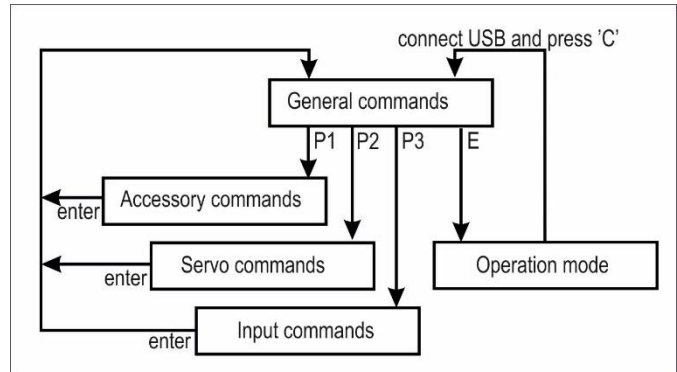 connect USB and press 'C'
General commands
P1 P2 P3 E
Accessory commands
enter
Servo commands
Operation mode
enter
Input commands
enter